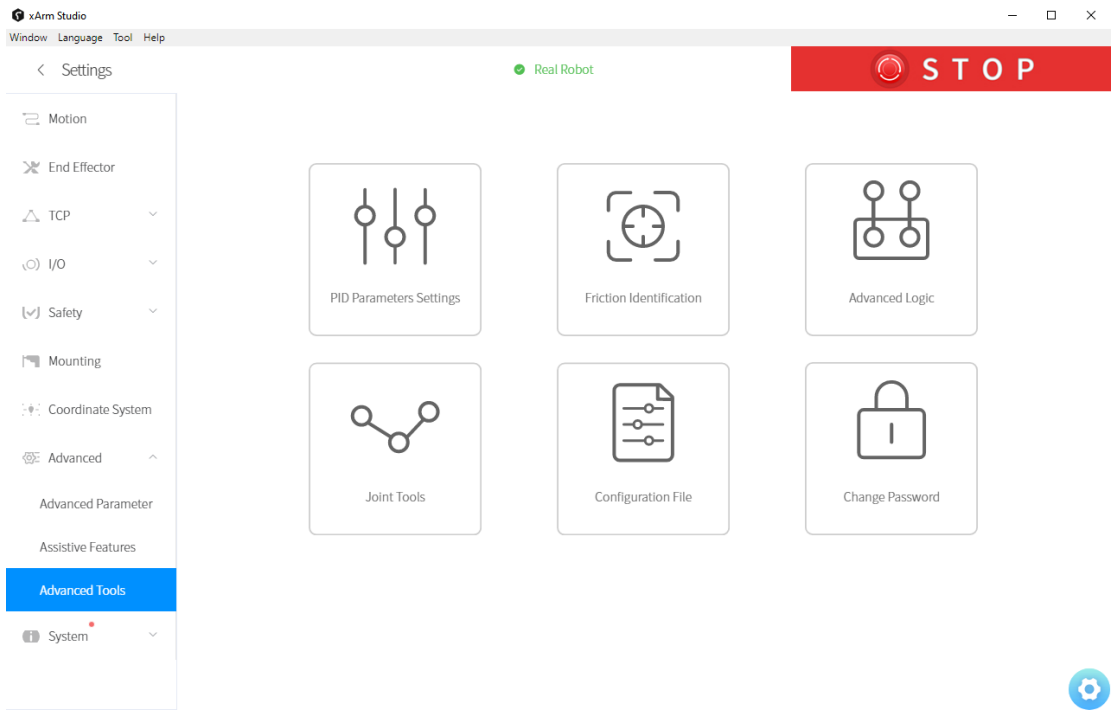 xArm Studio
Window Language Tool Help
Settings
Real Robot
STOP
Motion
End Effector
TCP
I/O
Safety
Mounting
Coordinate System
Advanced
Advanced Parameter
Assistive Features
Advanced Tools
System
PID Parameters Settings
Friction Identification
Advanced Logic
Joint Tools
Configuration File
Change Password